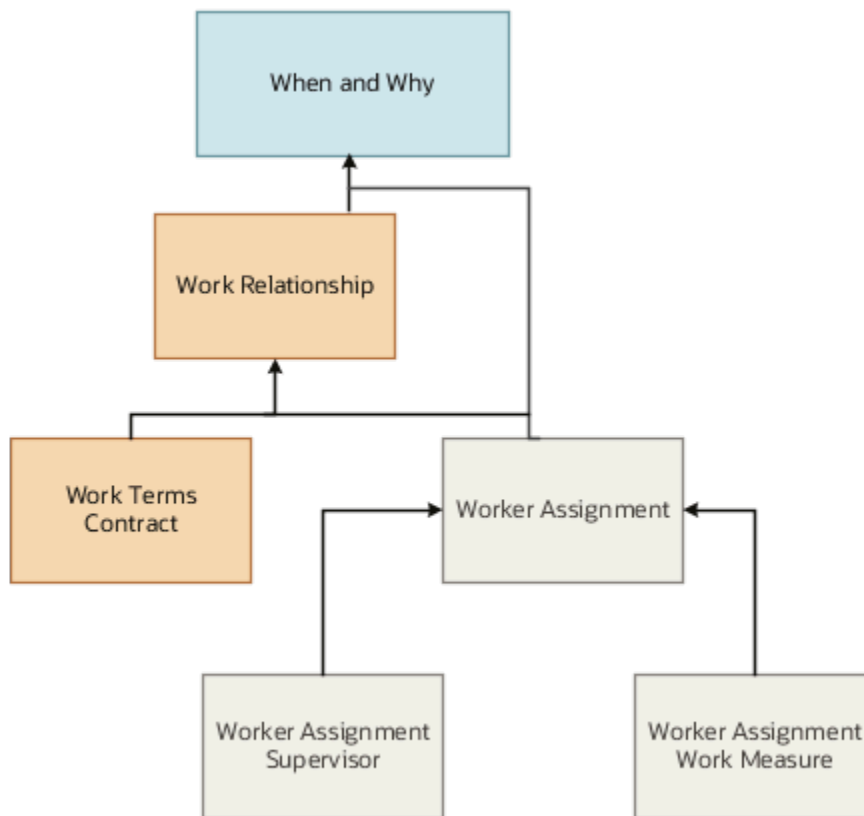 When and Why
Work Relationship
Work Terms
Contract
Worker Assignment
Worker Assignment
Supervisor
Worker Assignment
Work Measure